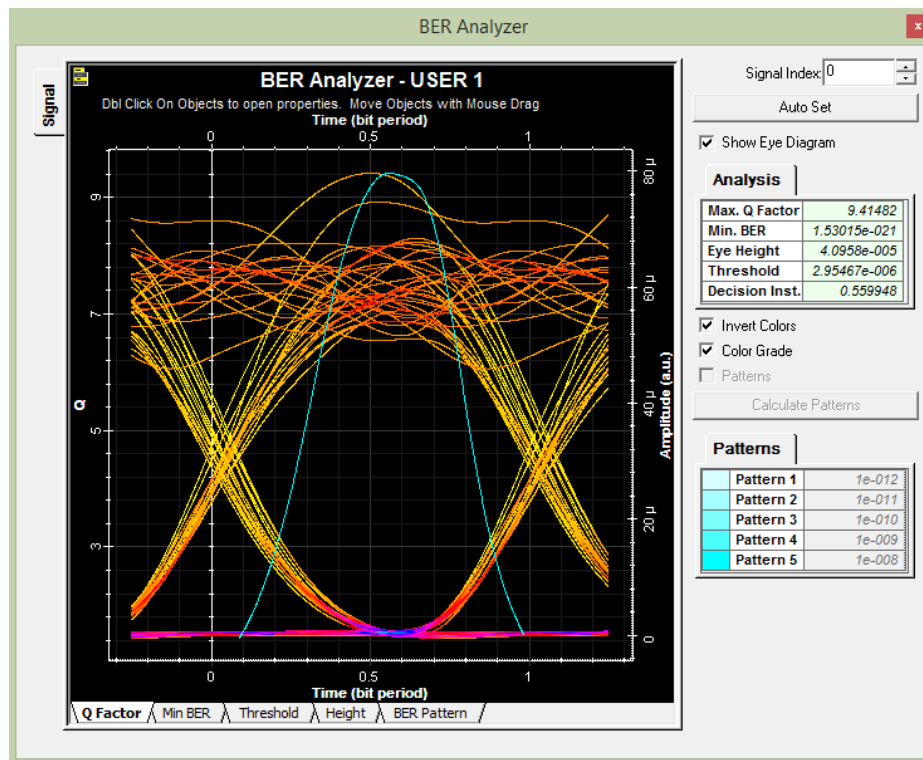 BER Analyzer
x
Signal
BER Analyzer - USER 1
Dbl Click On Objects to open properties. Move Objects with Mouse Drag
Time (bit period)
0 0.5 1
Q
9
7
5
3
80 µ
60 µ
40 µ
20 µ
0
Amplitude (a.u.)
0 0.5 1
Time (bit period)
Q Factor Min BER Threshold Height BER Pattern
Signal Index: 0
Auto Set
Show Eye Diagram
Analysis
Max. Q Factor 9.41482
Min. BER 1.53015e-021
Eye Height 4.0958e-005
Threshold 2.95467e-006
Decision Inst. 0.559948
Invert Colors
Color Grade
Patterns
Calculate Patterns
Patterns
Pattern 1 1e-012
Pattern 2 1e-011
Pattern 3 1e-010
Pattern 4 1e-009
Pattern 5 1e-008